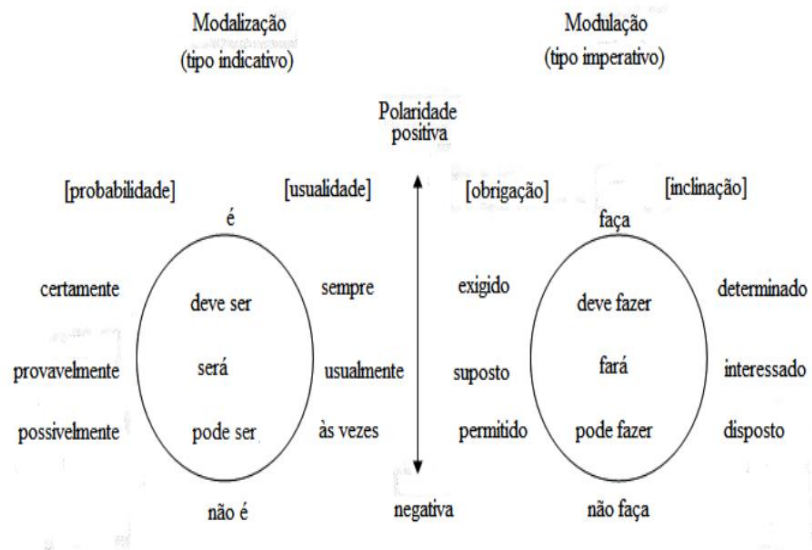 Modalização
(tipo indicativo)
Modulação
(tipo imperativo)
Polaridade
positiva
[probabilidade]
[usualidade]
[obrigação]
[inclinação]
é
faça
certamente
deve ser
sempre
exigido
deve fazer
determinado
provavelmente
será
usualmente
suposto
fará
interessado
possivelmente
pode ser
às vezes
permitido
pode fazer
disposto
não é
negativa
não faça